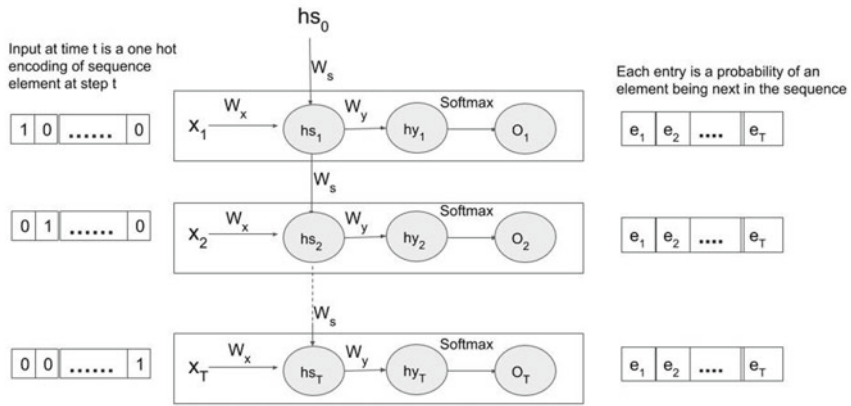 hs0
Input at time t is a one hot
encoding of sequence
element at step t
Ws
Each entry is a probability of an
element being next in the sequence
1 0 ...... 0
X1
Wx
hs1
Wy
hy1
Softmax
O1
e1 e2 .... eT
Ws
0 1 ...... 0
X2
Wx
hs2
Wy
hy2
Softmax
O2
e1 e2 .... eT
Ws
0 0 ...... 1
XT
Wx
hsT
Wy
hyT
Softmax
OT
e1 e2 .... eT